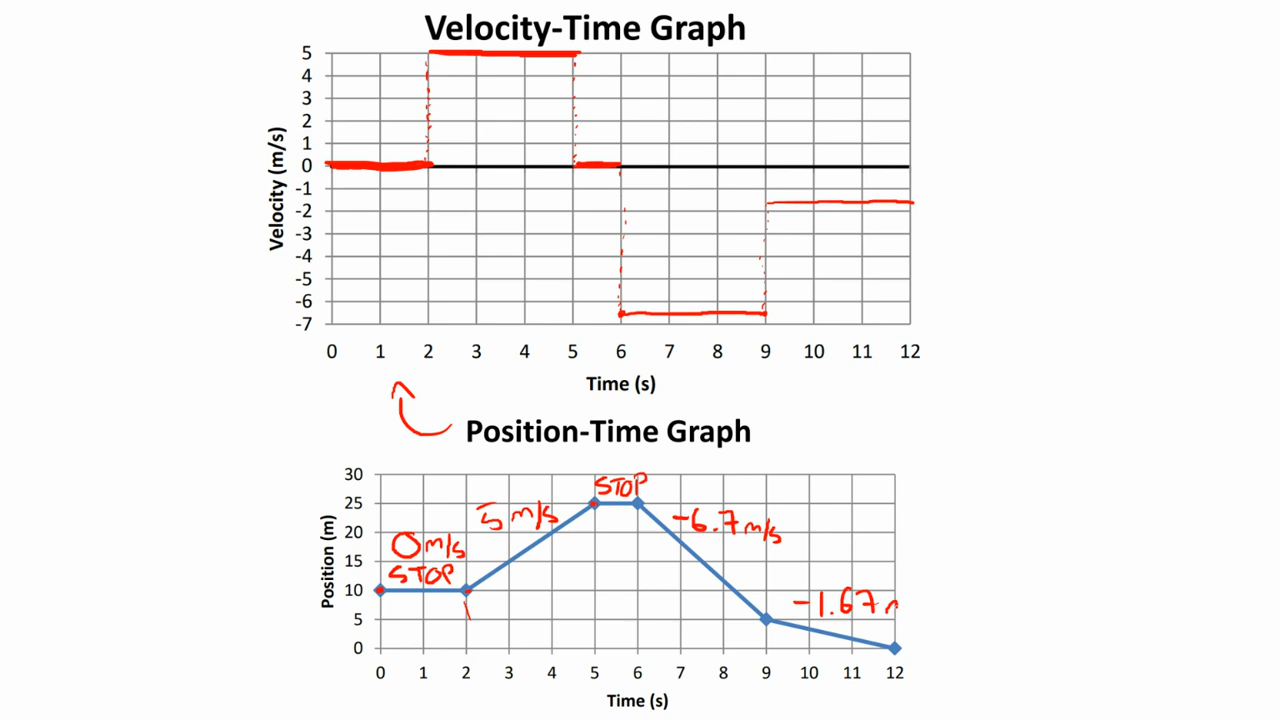 Velocity-Time Graph
5
4
3
2
1
0
-1
-2
-3
-4
-5
-6
-7
Velocity (m/s)
0 1 2 3 4 5 6 7 8 9 10 11 12
Time (s)
Position-Time Graph
30
25
20
15
10
5
0
Position (m)
STOP
5 m/s
-6.7 m/s
0 m/s
STOP
-1.67
0 1 2 3 4 5 6 7 8 9 10 11 12
Time (s)